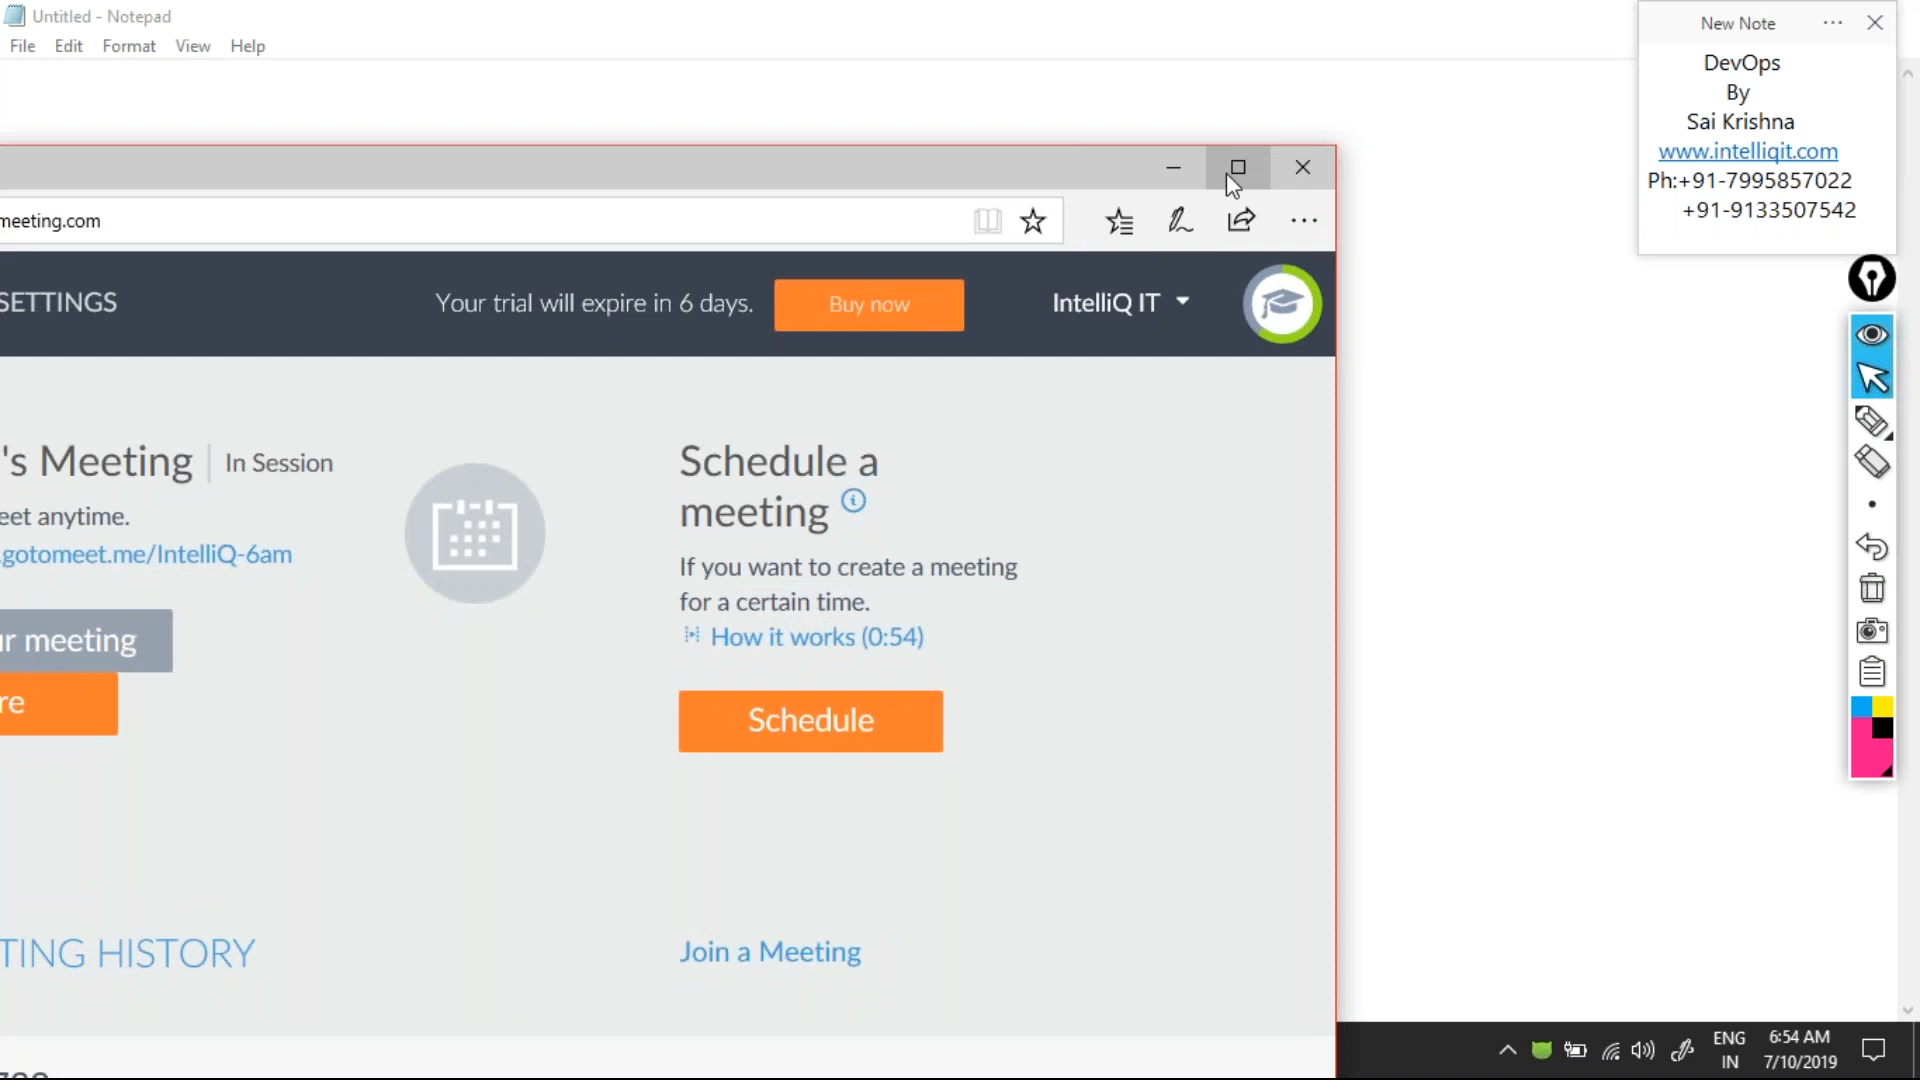 Untitled - Notepad
File Edit Format View Help
New Note
DevOps
By
Sai Krishna
www.intelliqit.com
Ph:+91-7995857022
+91-9133507542
meeting.com
SETTINGS
Your trial will expire in 6 days.
Buy now
IntelliQ IT
's Meeting
In Session
eet anytime.
.gotomeet.me/IntelliQ-6am
ur meeting
re
Schedule a
meeting
If you want to create a meeting
for a certain time.
How it works (0:54)
Schedule
TING HISTORY
Join a Meeting
ENG
IN
6:54 AM
7/10/2019